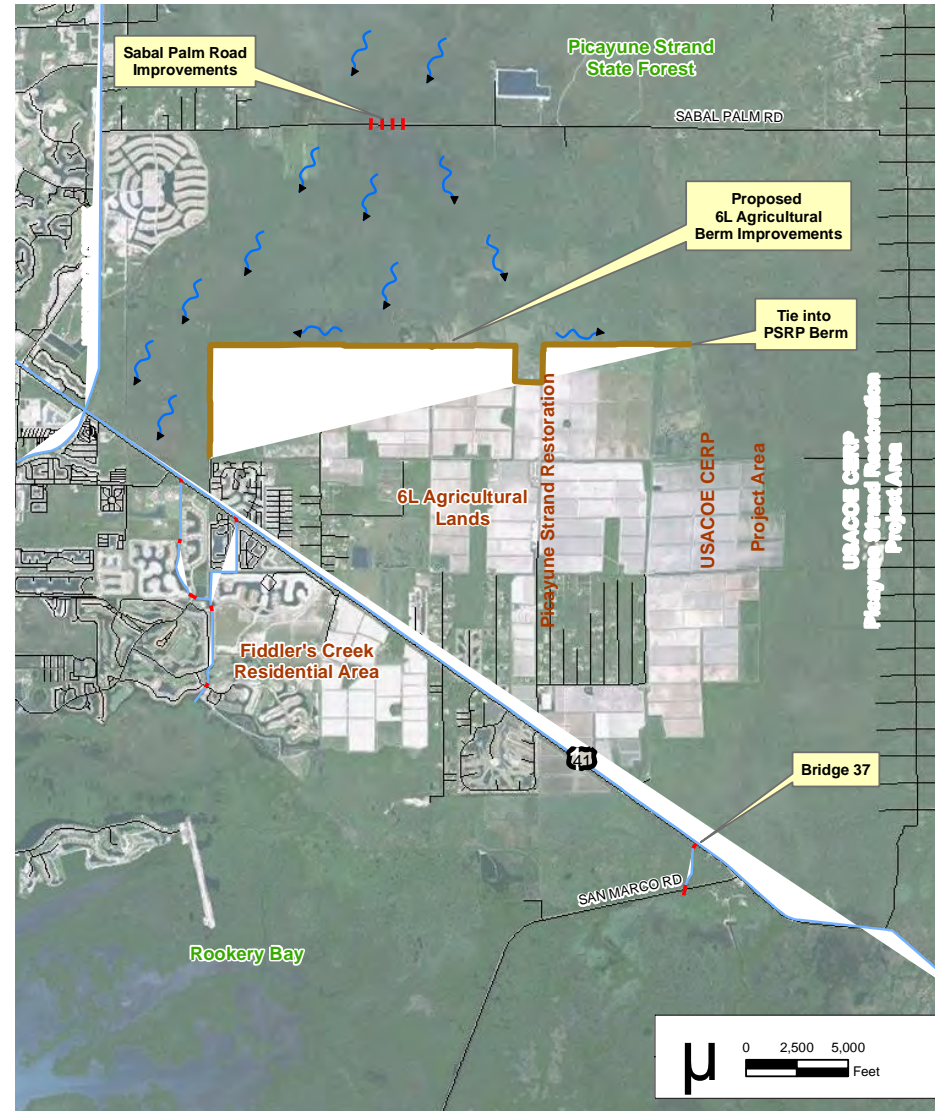 Sabal Palm Road
Improvements
Picayune Strand
State Forest
SABAL PALM RD
Proposed
6L Agricultural
Berm Improvements
Tie into
PSRP Berm
Picayune Strand Restoration
USACOE CERP
Project Area
USACOE CERP
Picayune Strand Restoration
Project Area
6L Agricultural
Lands
Fiddler's Creek
Residential Area
41
Bridge 37
SAN MARCO RD
Rookery Bay
µ
0 2,500 5,000
Feet